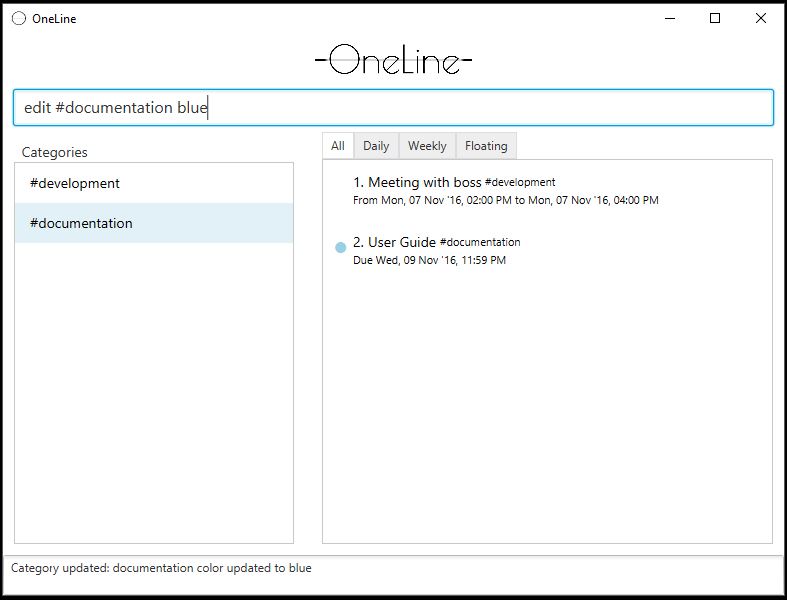 OneLine
-OneLine-
edit #documentation blue
Categories
#development
#documentation
All Daily Weekly Floating
1. Meeting with boss #development
From Mon, 07 Nov '16, 02:00 PM to Mon, 07 Nov '16, 04:00 PM
2. User Guide #documentation
Due Wed, 09 Nov '16, 11:59 PM
Category updated: documentation color updated to blue